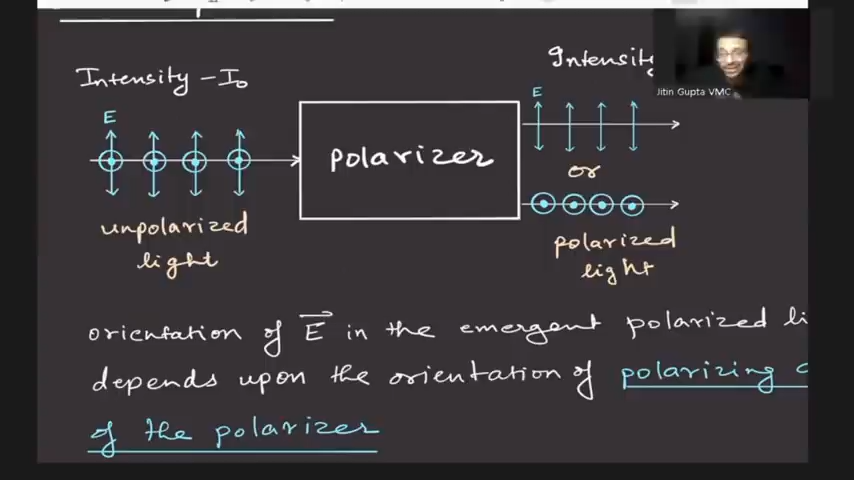 Intensity - I₀
Intensity
Jitin Gupta VMC
E
E
polarizer
or
unpolarized
light
polarized
light
orientation of E⃗ in the emergent polarized li
depends upon the orientation of polarizing
of the polarizer